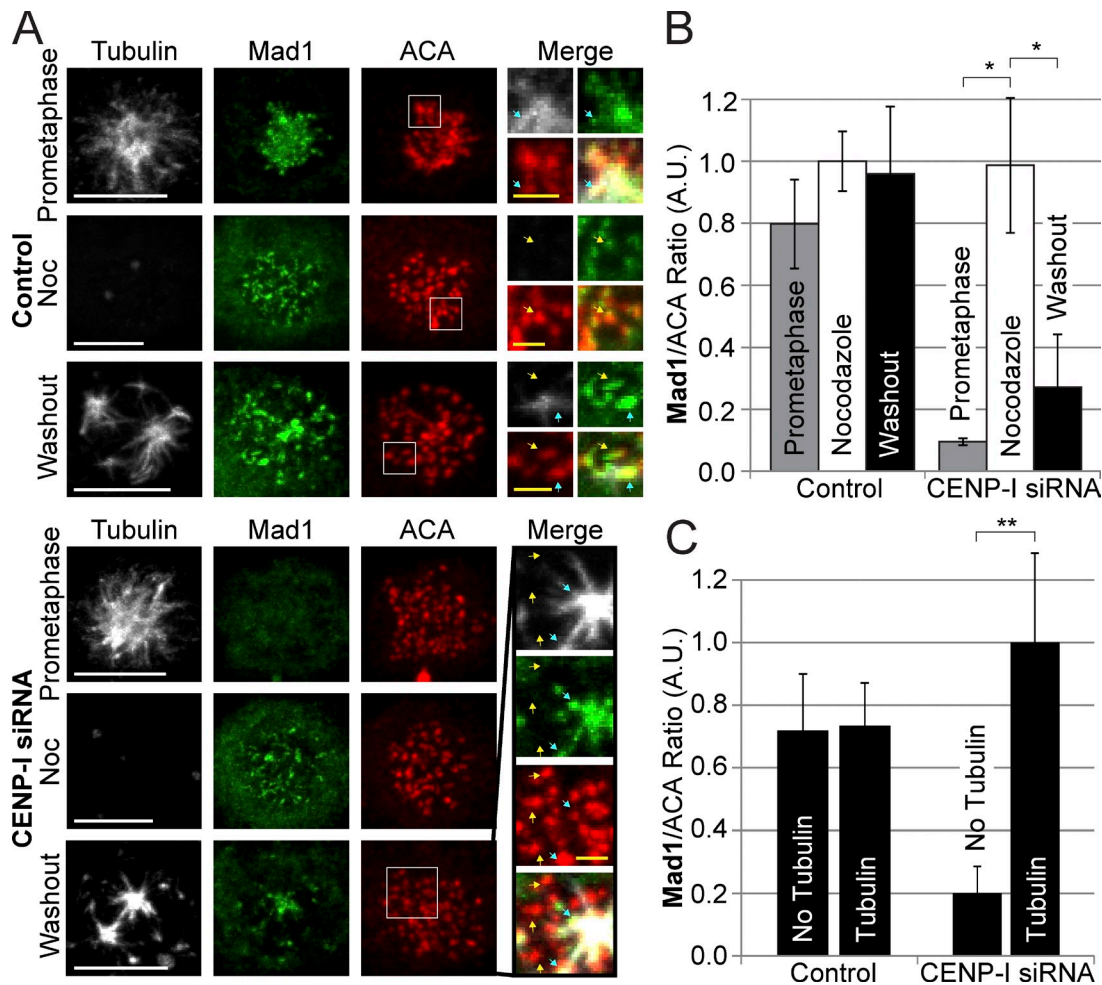 A
Tubulin Mad1 ACA Merge
Control
Prometaphase
Noc
Washout
Tubulin Mad1 ACA Merge
CENP-I siRNA
Prometaphase
Noc
Washout
B
* *
Mad1/ACA Ratio (A.U.)
1.2
1.0
0.8
0.6
0.4
0.2
0.0
Prometaphase
Nocodazole
Washout
Prometaphase
Nocodazole
Washout
Control CENP-I siRNA
C
**
Mad1/ACA Ratio (A.U.)
1.2
1.0
0.8
0.6
0.4
0.2
0.0
No Tubulin
Tubulin
No Tubulin
Tubulin
Control CENP-I siRNA